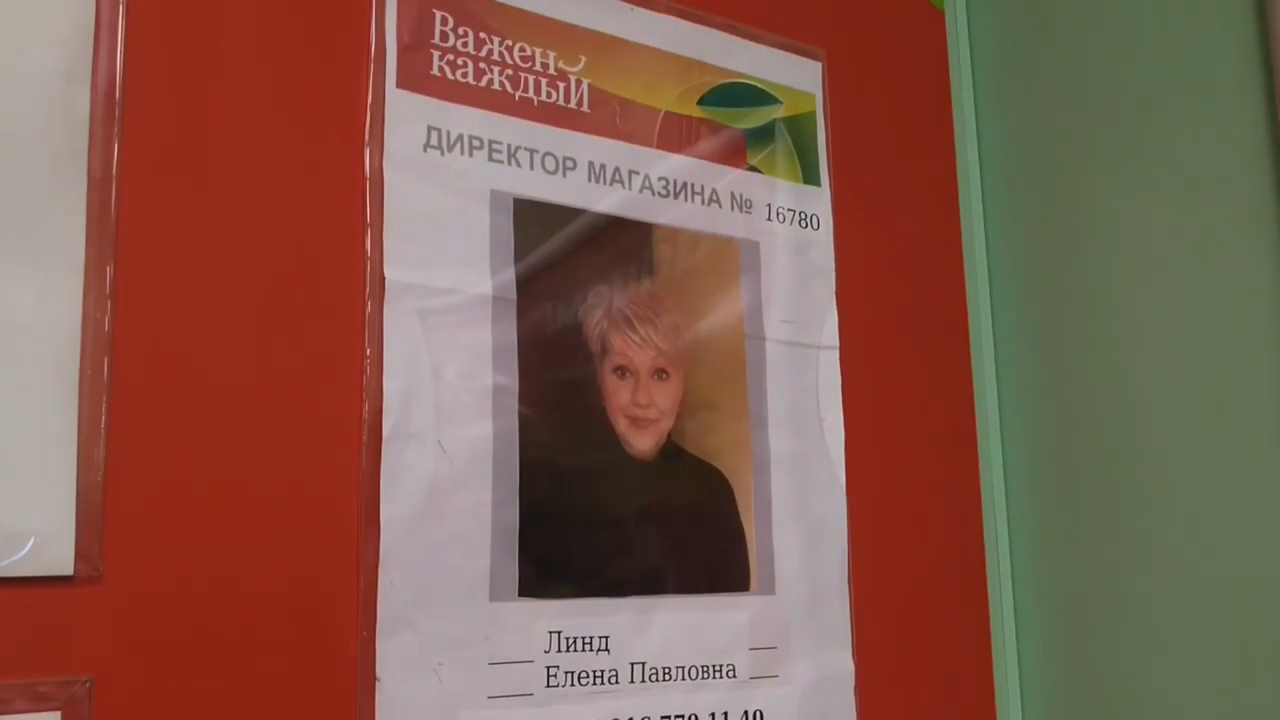 Важен
каждый
ДИРЕКТОР МАГАЗИНА № 16780
Линд
Елена Павловна